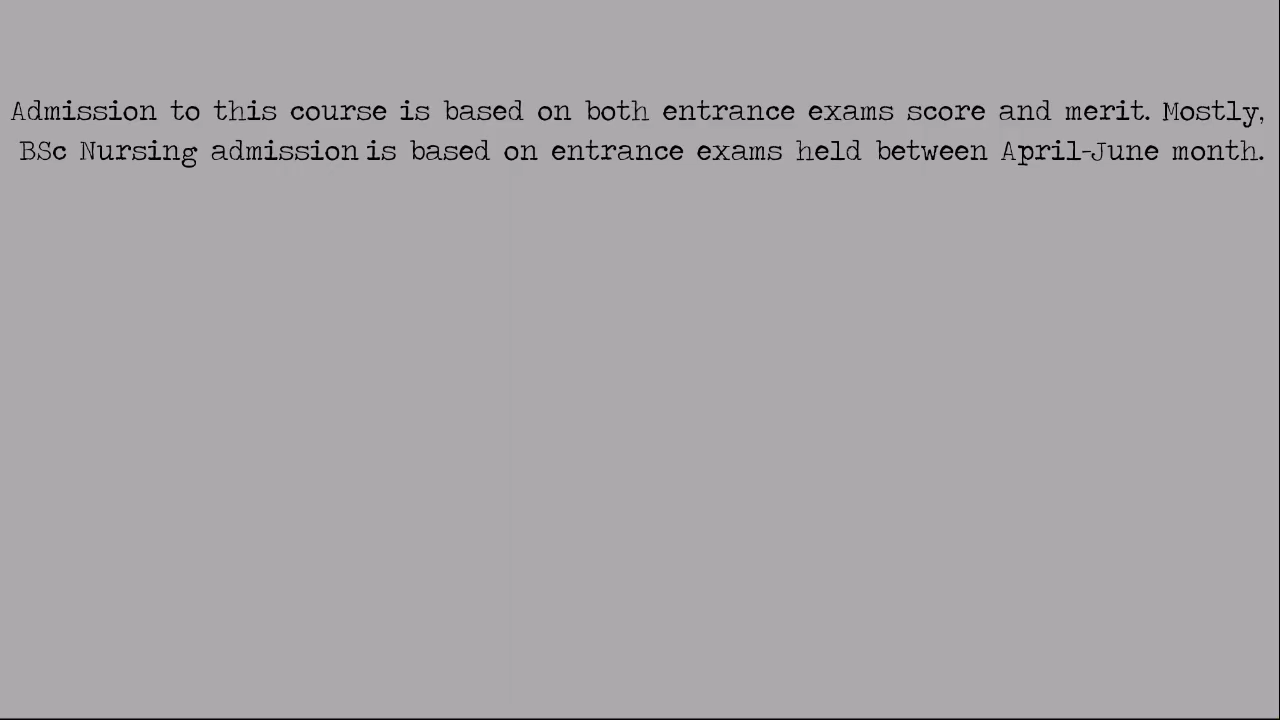 Admission to this course is based on both entrance exams score and merit. Mostly,
BSc Nursing admission is based on entrance exams held between April-June month.